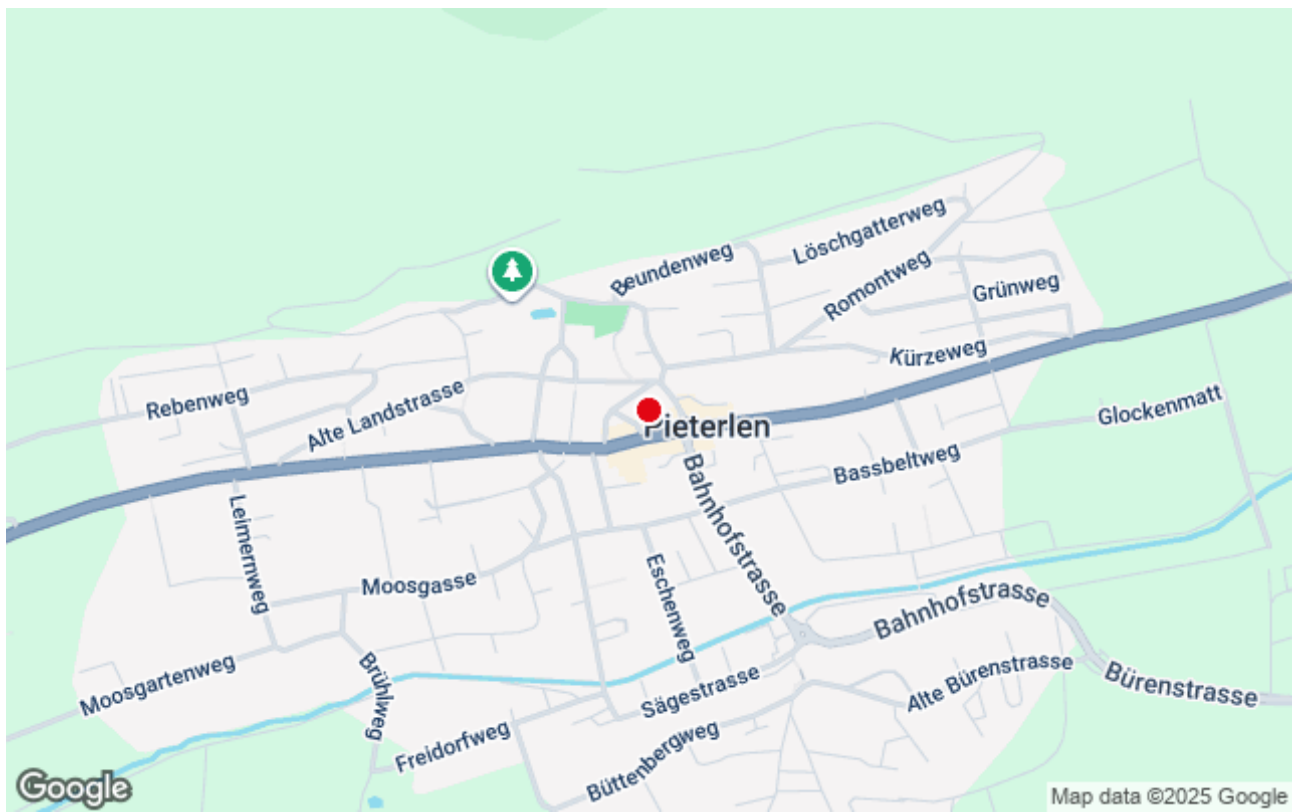 Löschgatterweg
Beundenweg
Romontweg
Grünweg
Kürzeweg
Rebenweg
Alte Landstrasse
Glockenmatt
Pieterlen
Bassbeltweg
Bahnhofstrasse
Leimernweg
Moosgasse
Eschenweg
Bahnhofstrasse
Moosgartenweg
Brühlweg
Sägestrasse
Alte Bürenstrasse
Bürenstrasse
Freidorfweg
Büttenbergweg
Google
Map data ©2025 Google